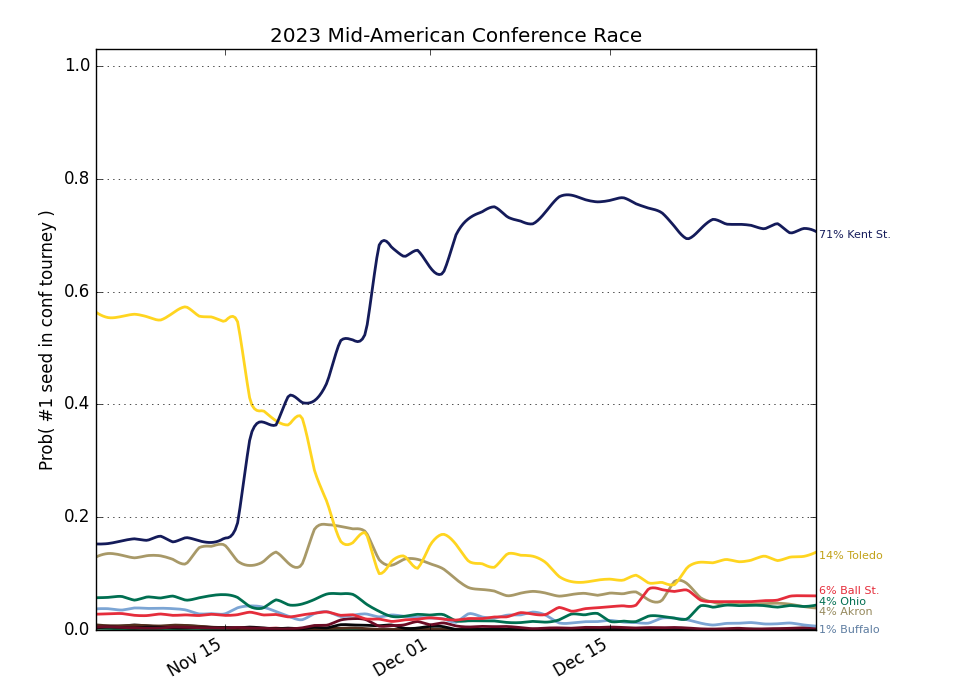 2023 Mid-American Conference Race
Prob( #1 seed in conf tourney )
1.0
0.8
0.6
0.4
0.2
0.0
Nov 15
Dec 01
Dec 15
71% Kent St.
14% Toledo
6% Ball St.
4% Ohio
4% Akron
1% Buffalo